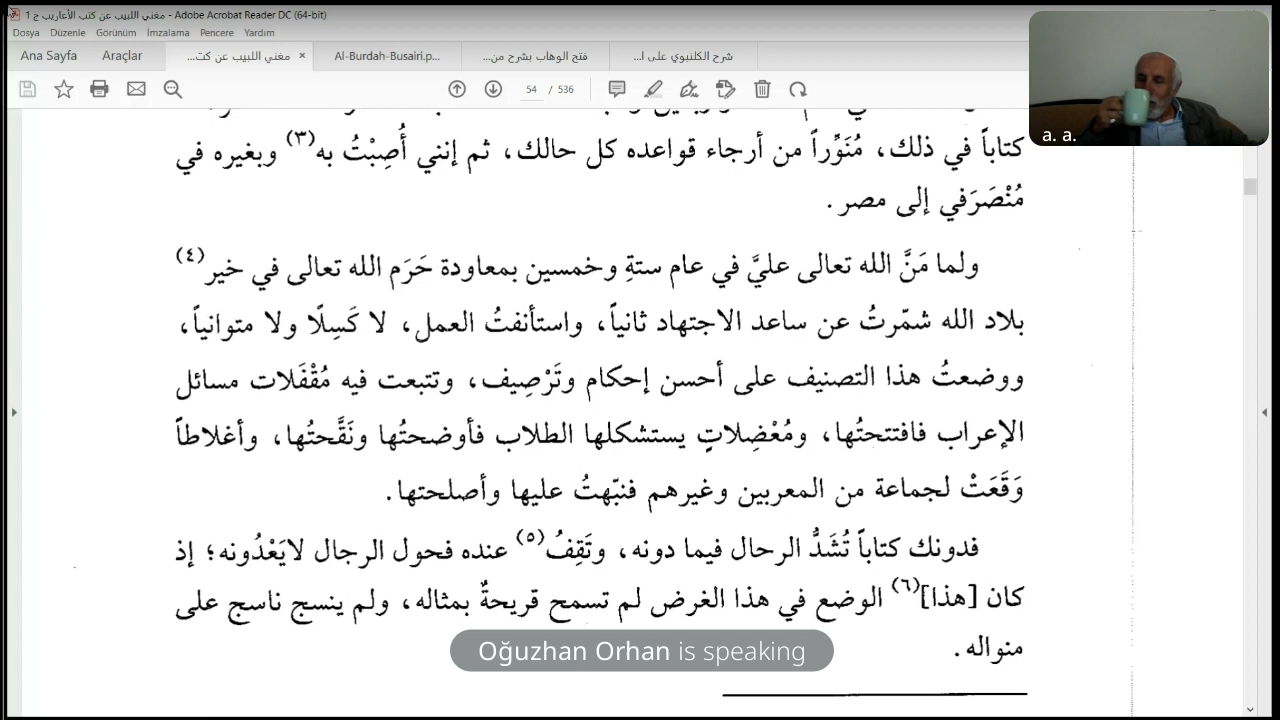 مغني اللبيب عن كتب الأعاريب ج 1 - Adobe Acrobat Reader DC (64-bit)
Dosya Düzenle Görünüm İmzalama Pencere Yardım
Ana Sayfa Araçlar مغني اللبيب عن كت... × Al-Burdah-Busairi.p... فتح الوهاب بشرح من... شرح الكلنبوي على ا...
54 / 536
a. a.
كتاباً في ذلك، مُنَوِّراً من أرجاء قواعده كل حالك، ثم إنني أُصِبْتُ به(٣) وبغيره في
مُنْصَرَفي إلى مصر.
ولما مَنَّ الله تعالى عليَّ في عام ستةِ وخمسين بمعاودة حَرَم الله تعالى في خير(٤)
بلاد الله شمّرتُ عن ساعد الاجتهاد ثانياً، واستأنفتُ العمل، لا كَسِلًا ولا متوانياً،
ووضعتُ هذا التصنيف على أحسن إحكام وتَرْصِيف، وتتبعت فيه مُقْفَلات مسائل
الإعراب فافتتحتُها، ومُعْضِلاتٍ يستشكلها الطلاب فأوضحتُها ونَقَّحتُها، وأغلاطاً
وَقَعَتْ لجماعة من المعربين وغيرهم فنبّهتُ عليها وأصلحتها.
فدونك كتاباً تُشَدُّ الرحال فيما دونه، وتَقِفُ(٥) عنده فحول الرجال لايَعْدُونه؛ إذ
كان [هذا](٦) الوضع في هذا الغرض لم تسمح قريحةٌ بمثاله، ولم ينسج ناسج على
منواله.
Oğuzhan Orhan is speaking